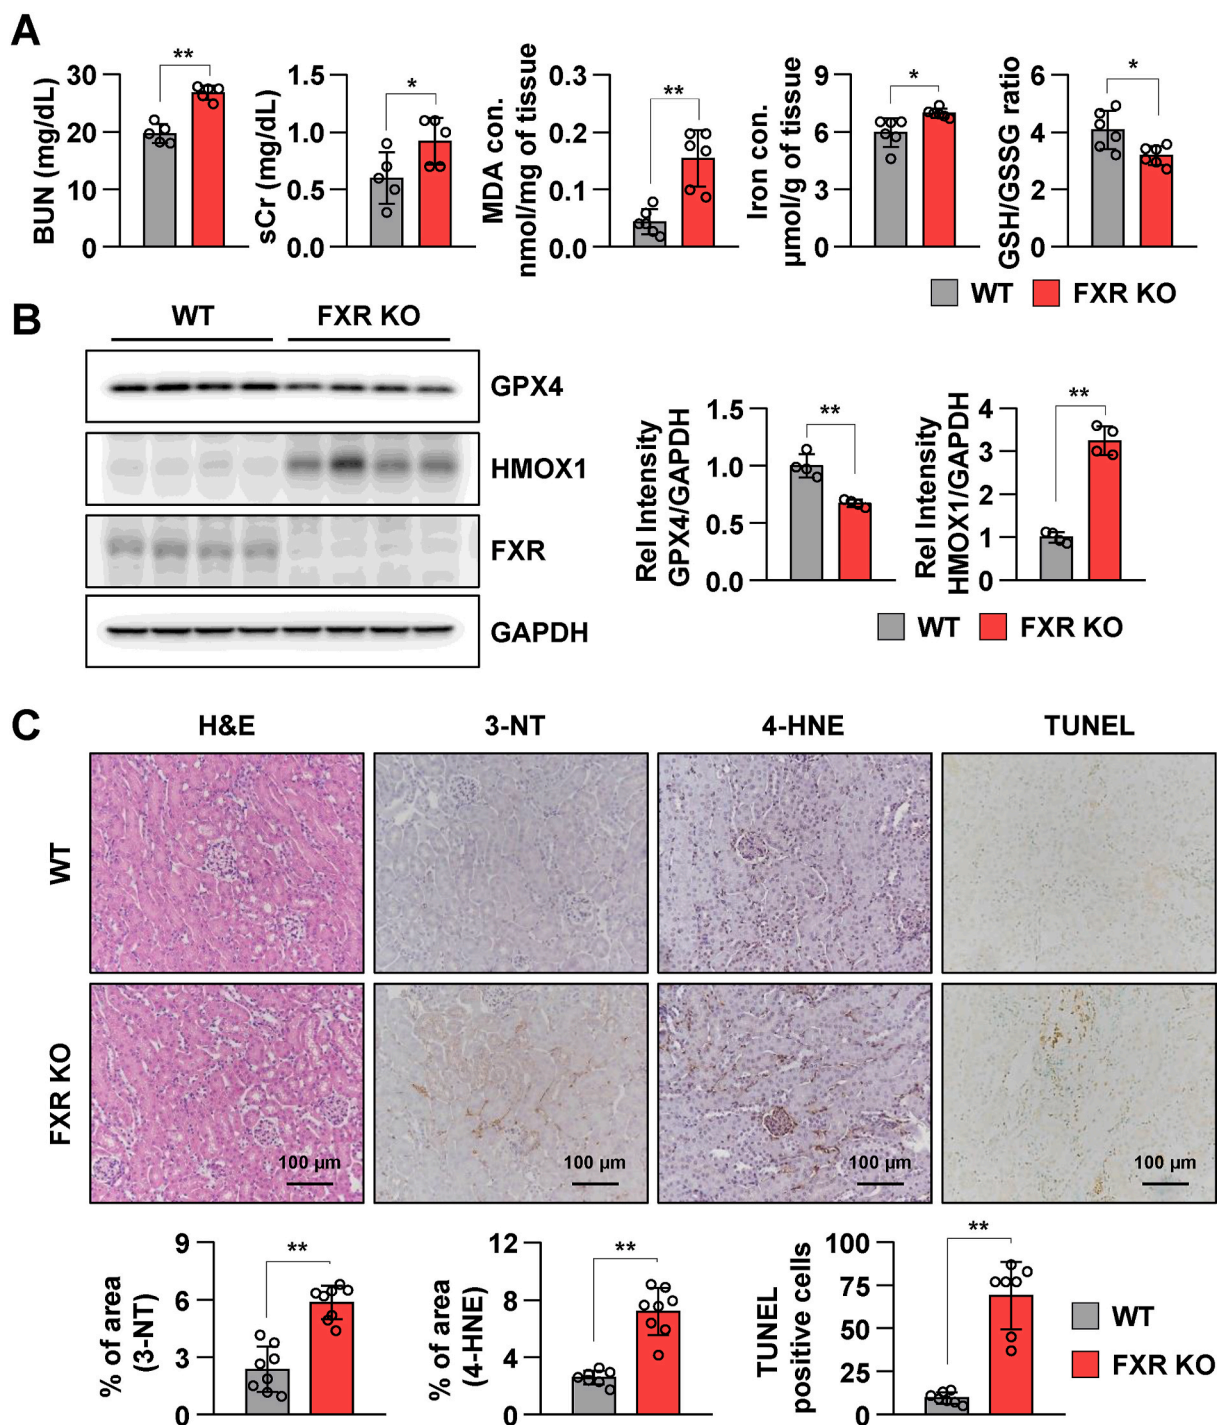 A
BUN (mg/dL)
30
20
10
0
**
sCr (mg/dL)
1.5
1.0
0.5
0.0
*
MDA con.
nmol/mg of tissue
0.3
0.2
0.1
0.0
**
Iron con.
µmol/g of tissue
9
6
3
0
*
GSH/GSSG ratio
6
4
2
0
*
WT
FXR KO
B
WT
FXR KO
GPX4
HMOX1
FXR
GAPDH
Rel Intensity
GPX4/GAPDH
1.5
1.0
0.5
0.0
**
Rel Intensity
HMOX1/GAPDH
4
3
2
1
0
**
WT
FXR KO
C
H&E
3-NT
4-HNE
TUNEL
WT
FXR KO
100 µm
100 µm
100 µm
100 µm
% of area
(3-NT)
9
6
3
0
**
% of area
(4-HNE)
12
8
4
0
**
TUNEL
positive cells
100
75
50
25
0
**
WT
FXR KO